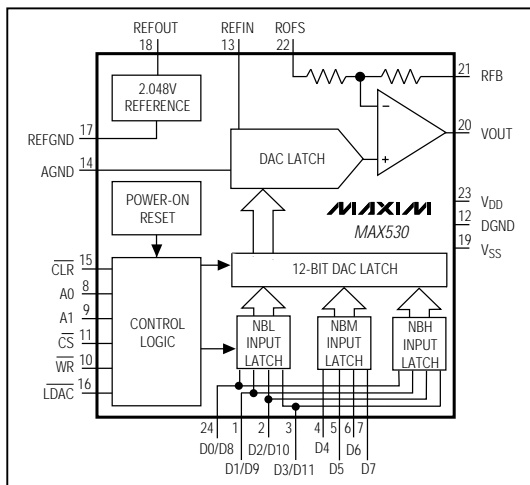 REFOUT
18
REFIN
13
ROFS
22
21
RFB
2.048V
REFERENCE
20
VOUT
REFGND
17
AGND
14
DAC LATCH
23
VDD
12
DGND
19
VSS
POWER-ON
RESET
MAXIM
MAX530
CLR
15
12-BIT DAC LATCH
A0
8
A1
9
CS
11
WR
10
LDAC
16
CONTROL
LOGIC
NBL
INPUT
LATCH
NBM
INPUT
LATCH
NBH
INPUT
LATCH
24
1
2
3
4
5
6
7
D0/D8
D2/D10
D4
D6
D1/D9
D3/D11
D5
D7